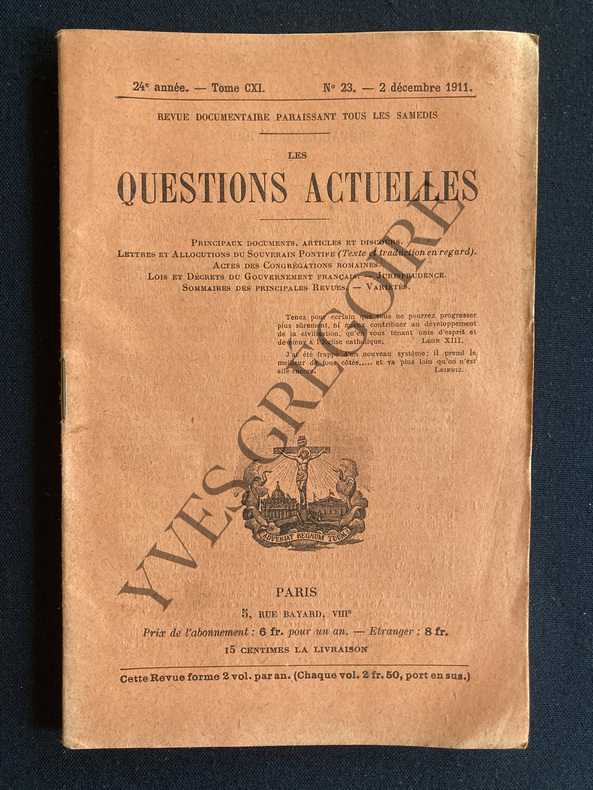 24e année. — Tome CXI. No 23. — 2 décembre 1911.
REVUE DOCUMENTAIRE PARAISSANT TOUS LES SAMEDIS
LES
QUESTIONS ACTUELLES
PRINCIPAUX DOCUMENTS, ARTICLES ET DISCOURS.
LETTRES ET ALLOCUTIONS DU SOUVERAIN PONTIFE (Texte et traduction en regard).
ACTES DES CONGRÉGATIONS ROMAINES.
LOIS ET DÉCRETS DU GOUVERNEMENT FRANÇAIS. — JURISPRUDENCE.
SOMMAIRES DES PRINCIPALES REVUES. — VARIÉTÉS.
Tenez pour certain que vous ne pourrez progresser
plus sûrement, ni mieux contribuer au développement
de la civilisation, qu'en vous tenant unis d'esprit et
de cœur à l'Eglise catholique. LÉON XIII.
J'ai été frappé d'un nouveau système; il prend le
meilleur de tous côtés..... et va plus loin qu'on n'est
allé encore. LEIBNIZ.
ADVENIAT REGNUM TUUM
PARIS
5, RUE BAYARD, VIIIe
Prix de l'abonnement : 6 fr. pour un an. — Etranger : 8 fr.
15 CENTIMES LA LIVRAISON
Cette Revue forme 2 vol. par an. (Chaque vol. 2 fr. 50, port en sus.)
YVES GRÉGOIRE